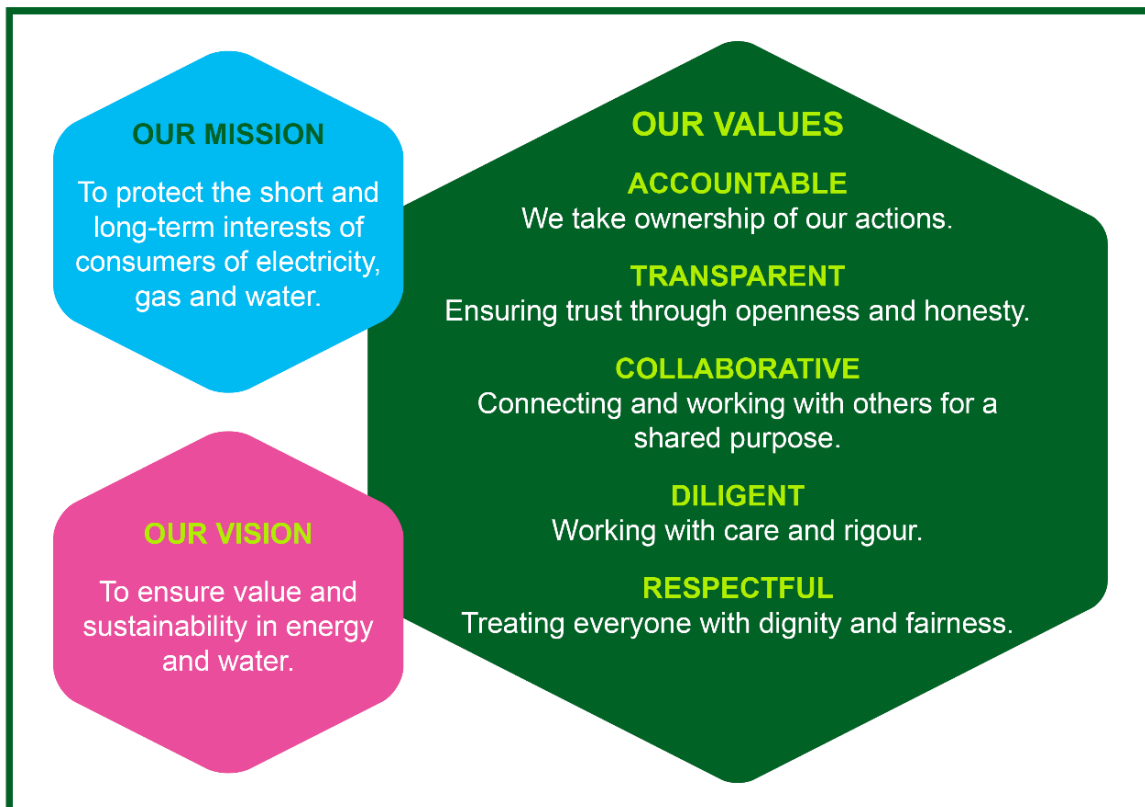 OUR MISSION
To protect the short and
long-term interests of
consumers of electricity,
gas and water.
OUR VISION
To ensure value and
sustainability in energy
and water.
OUR VALUES
ACCOUNTABLE
We take ownership of our actions.
TRANSPARENT
Ensuring trust through openness and honesty.
COLLABORATIVE
Connecting and working with others for a
shared purpose.
DILIGENT
Working with care and rigour.
RESPECTFUL
Treating everyone with dignity and fairness.